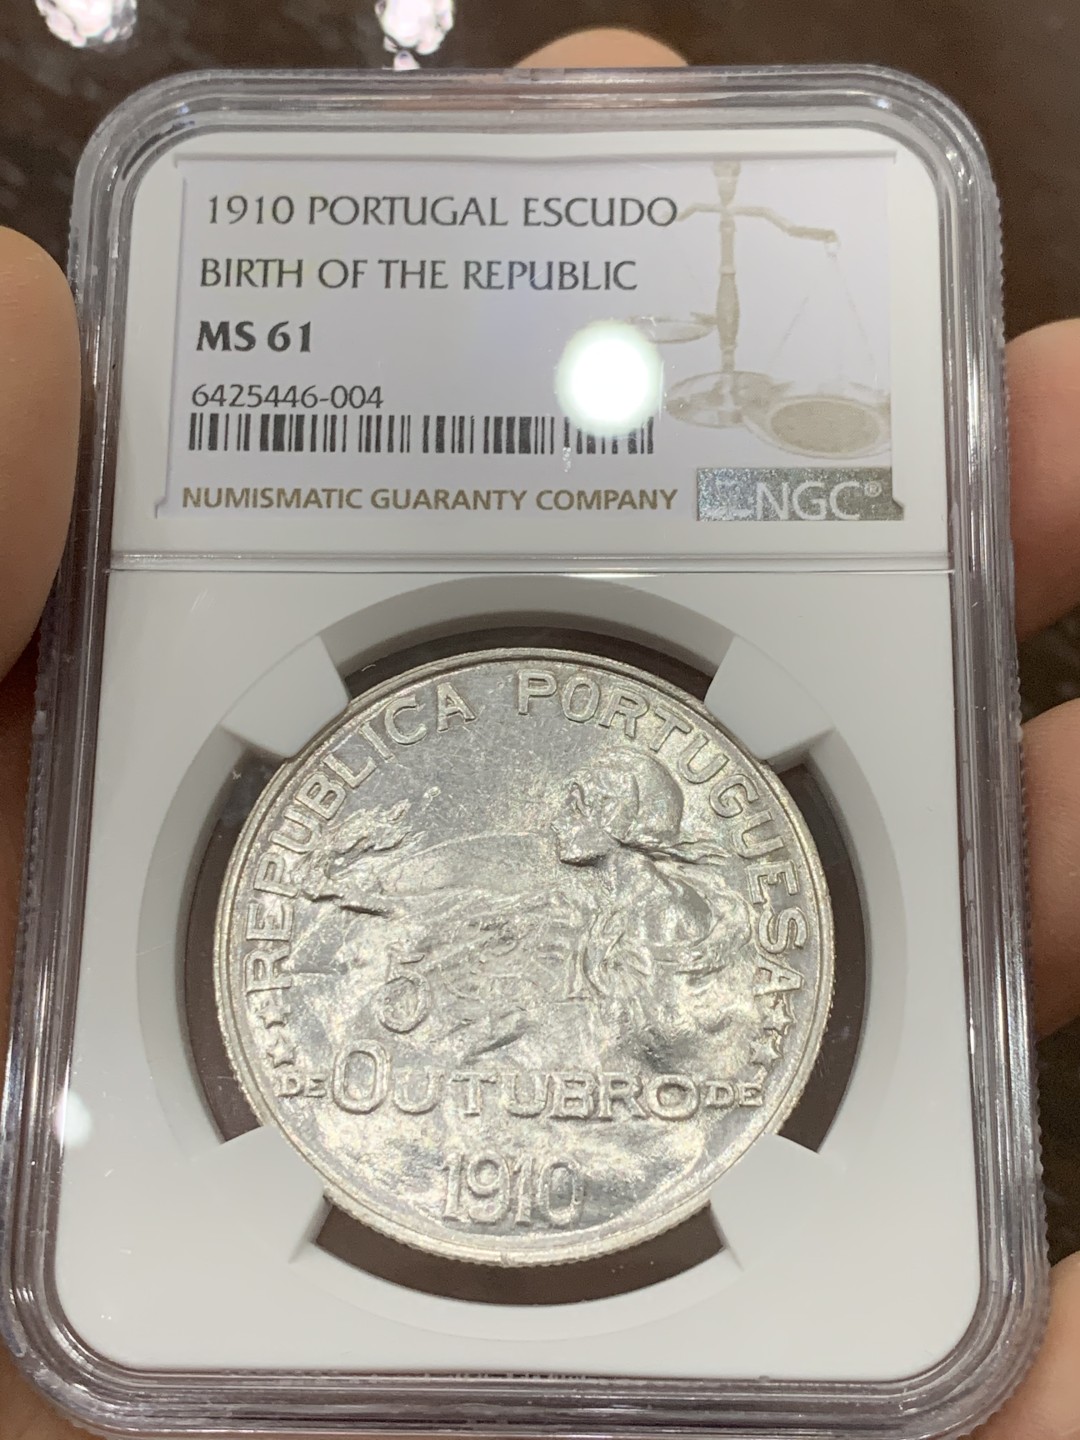 1910 PORTUGAL ESCUDO
BIRTH OF THE REPUBLIC
MS 61
6425446-004
NUMISMATIC GUARANTY COMPANY
NGC®
REPUBLICA PORTUGUESA
5
DE OUTUBRO DE
1910